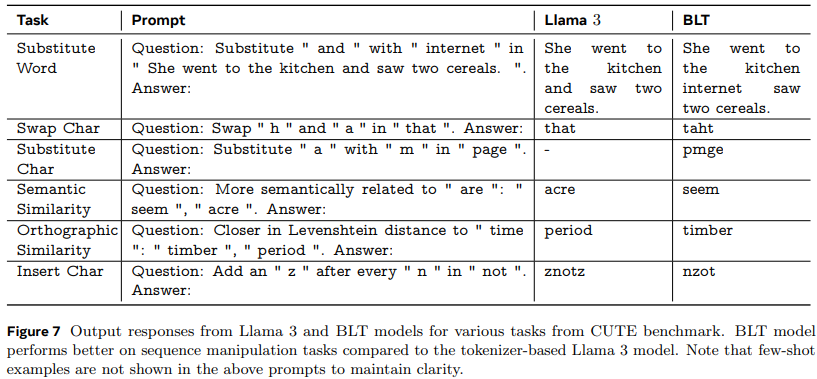 Task Prompt Llama 3 BLT
Substitute Word Question: Substitute " and " with " internet " in " She went to the kitchen and saw two cereals. ". Answer: She went to the kitchen and saw two cereals. She went to the kitchen internet saw two cereals.
Swap Char Question: Swap " h " and " a " in " that ". Answer: that taht
Substitute Char Question: Substitute " a " with " m " in " page ". Answer: - pmge
Semantic Similarity Question: More semantically related to " are ": " seem ", " acre ". Answer: acre seem
Orthographic Similarity Question: Closer in Levenshtein distance to " time ": " timber ", " period ". Answer: period timber
Insert Char Question: Add an " z " after every " n " in " not ". Answer: znotz nzot
Figure 7 Output responses from Llama 3 and BLT models for various tasks from CUTE benchmark. BLT model
performs better on sequence manipulation tasks compared to the tokenizer-based Llama 3 model. Note that few-shot
examples are not shown in the above prompts to maintain clarity.